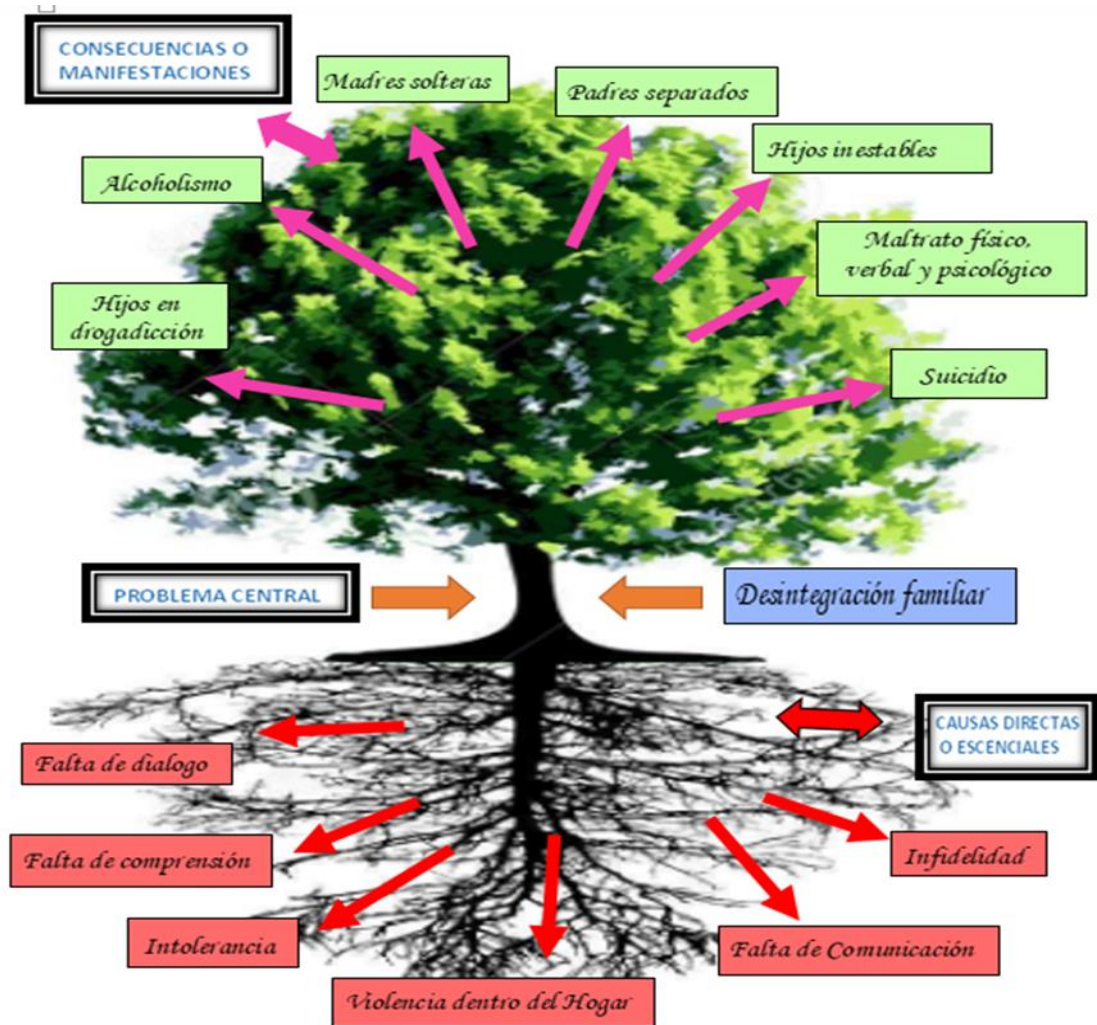 CONSECUENCIAS O
MANIFESTACIONES
Madres solteras
Padres separados
Hijos inestables
Alcoholismo
Maltrato físico,
verbal y psicológico
Hijos en
drogadicción
Suicidio
PROBLEMA CENTRAL
Desintegración familiar
CAUSAS DIRECTAS
O ESCENCIALES
Falta de dialogo
Falta de comprensión
Infidelidad
Intolerancia
Falta de Comunicación
Violencia dentro del Hogar